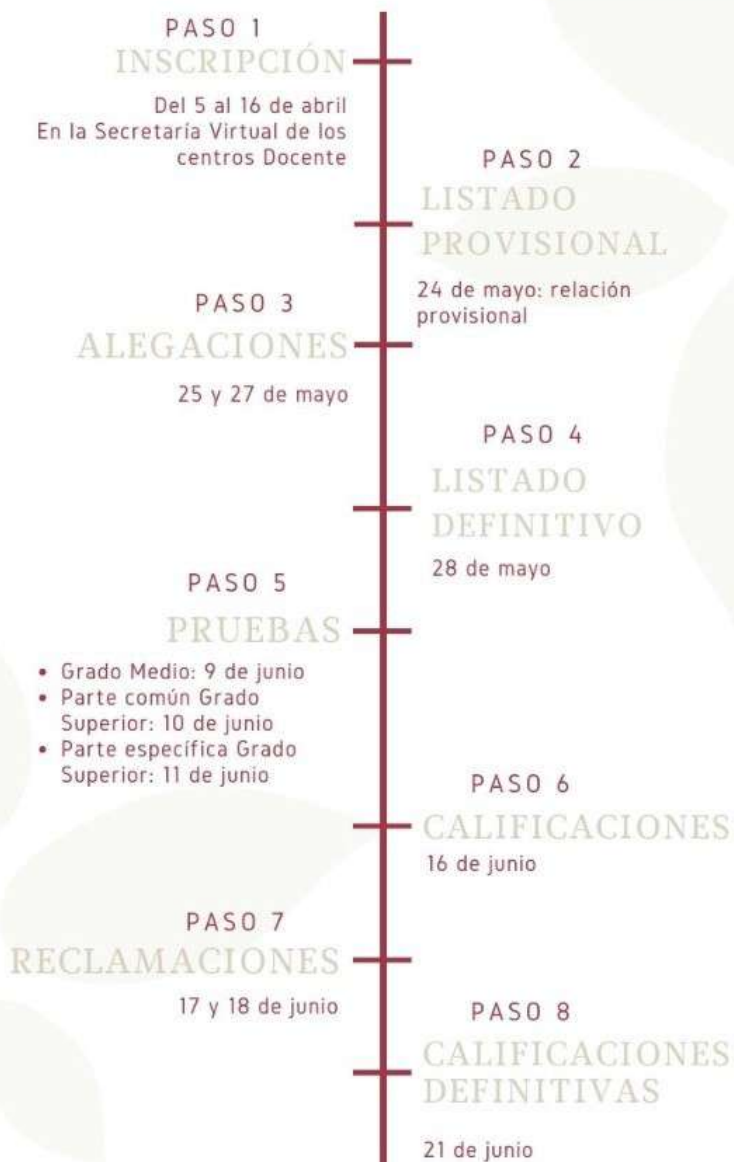 PASO 1
INSCRIPCIÓN
Del 5 al 16 de abril
En la Secretaría Virtual de los
centros Docente
PASO 2
LISTADO
PROVISIONAL
24 de mayo: relación
provisional
PASO 3
ALEGACIONES
25 y 27 de mayo
PASO 4
LISTADO
DEFINITIVO
28 de mayo
PASO 5
PRUEBAS
• Grado Medio: 9 de junio
• Parte común Grado
Superior: 10 de junio
• Parte específica Grado
Superior: 11 de junio
PASO 6
CALIFICACIONES
16 de junio
PASO 7
RECLAMACIONES
17 y 18 de junio
PASO 8
CALIFICACIONES
DEFINITIVAS
21 de junio